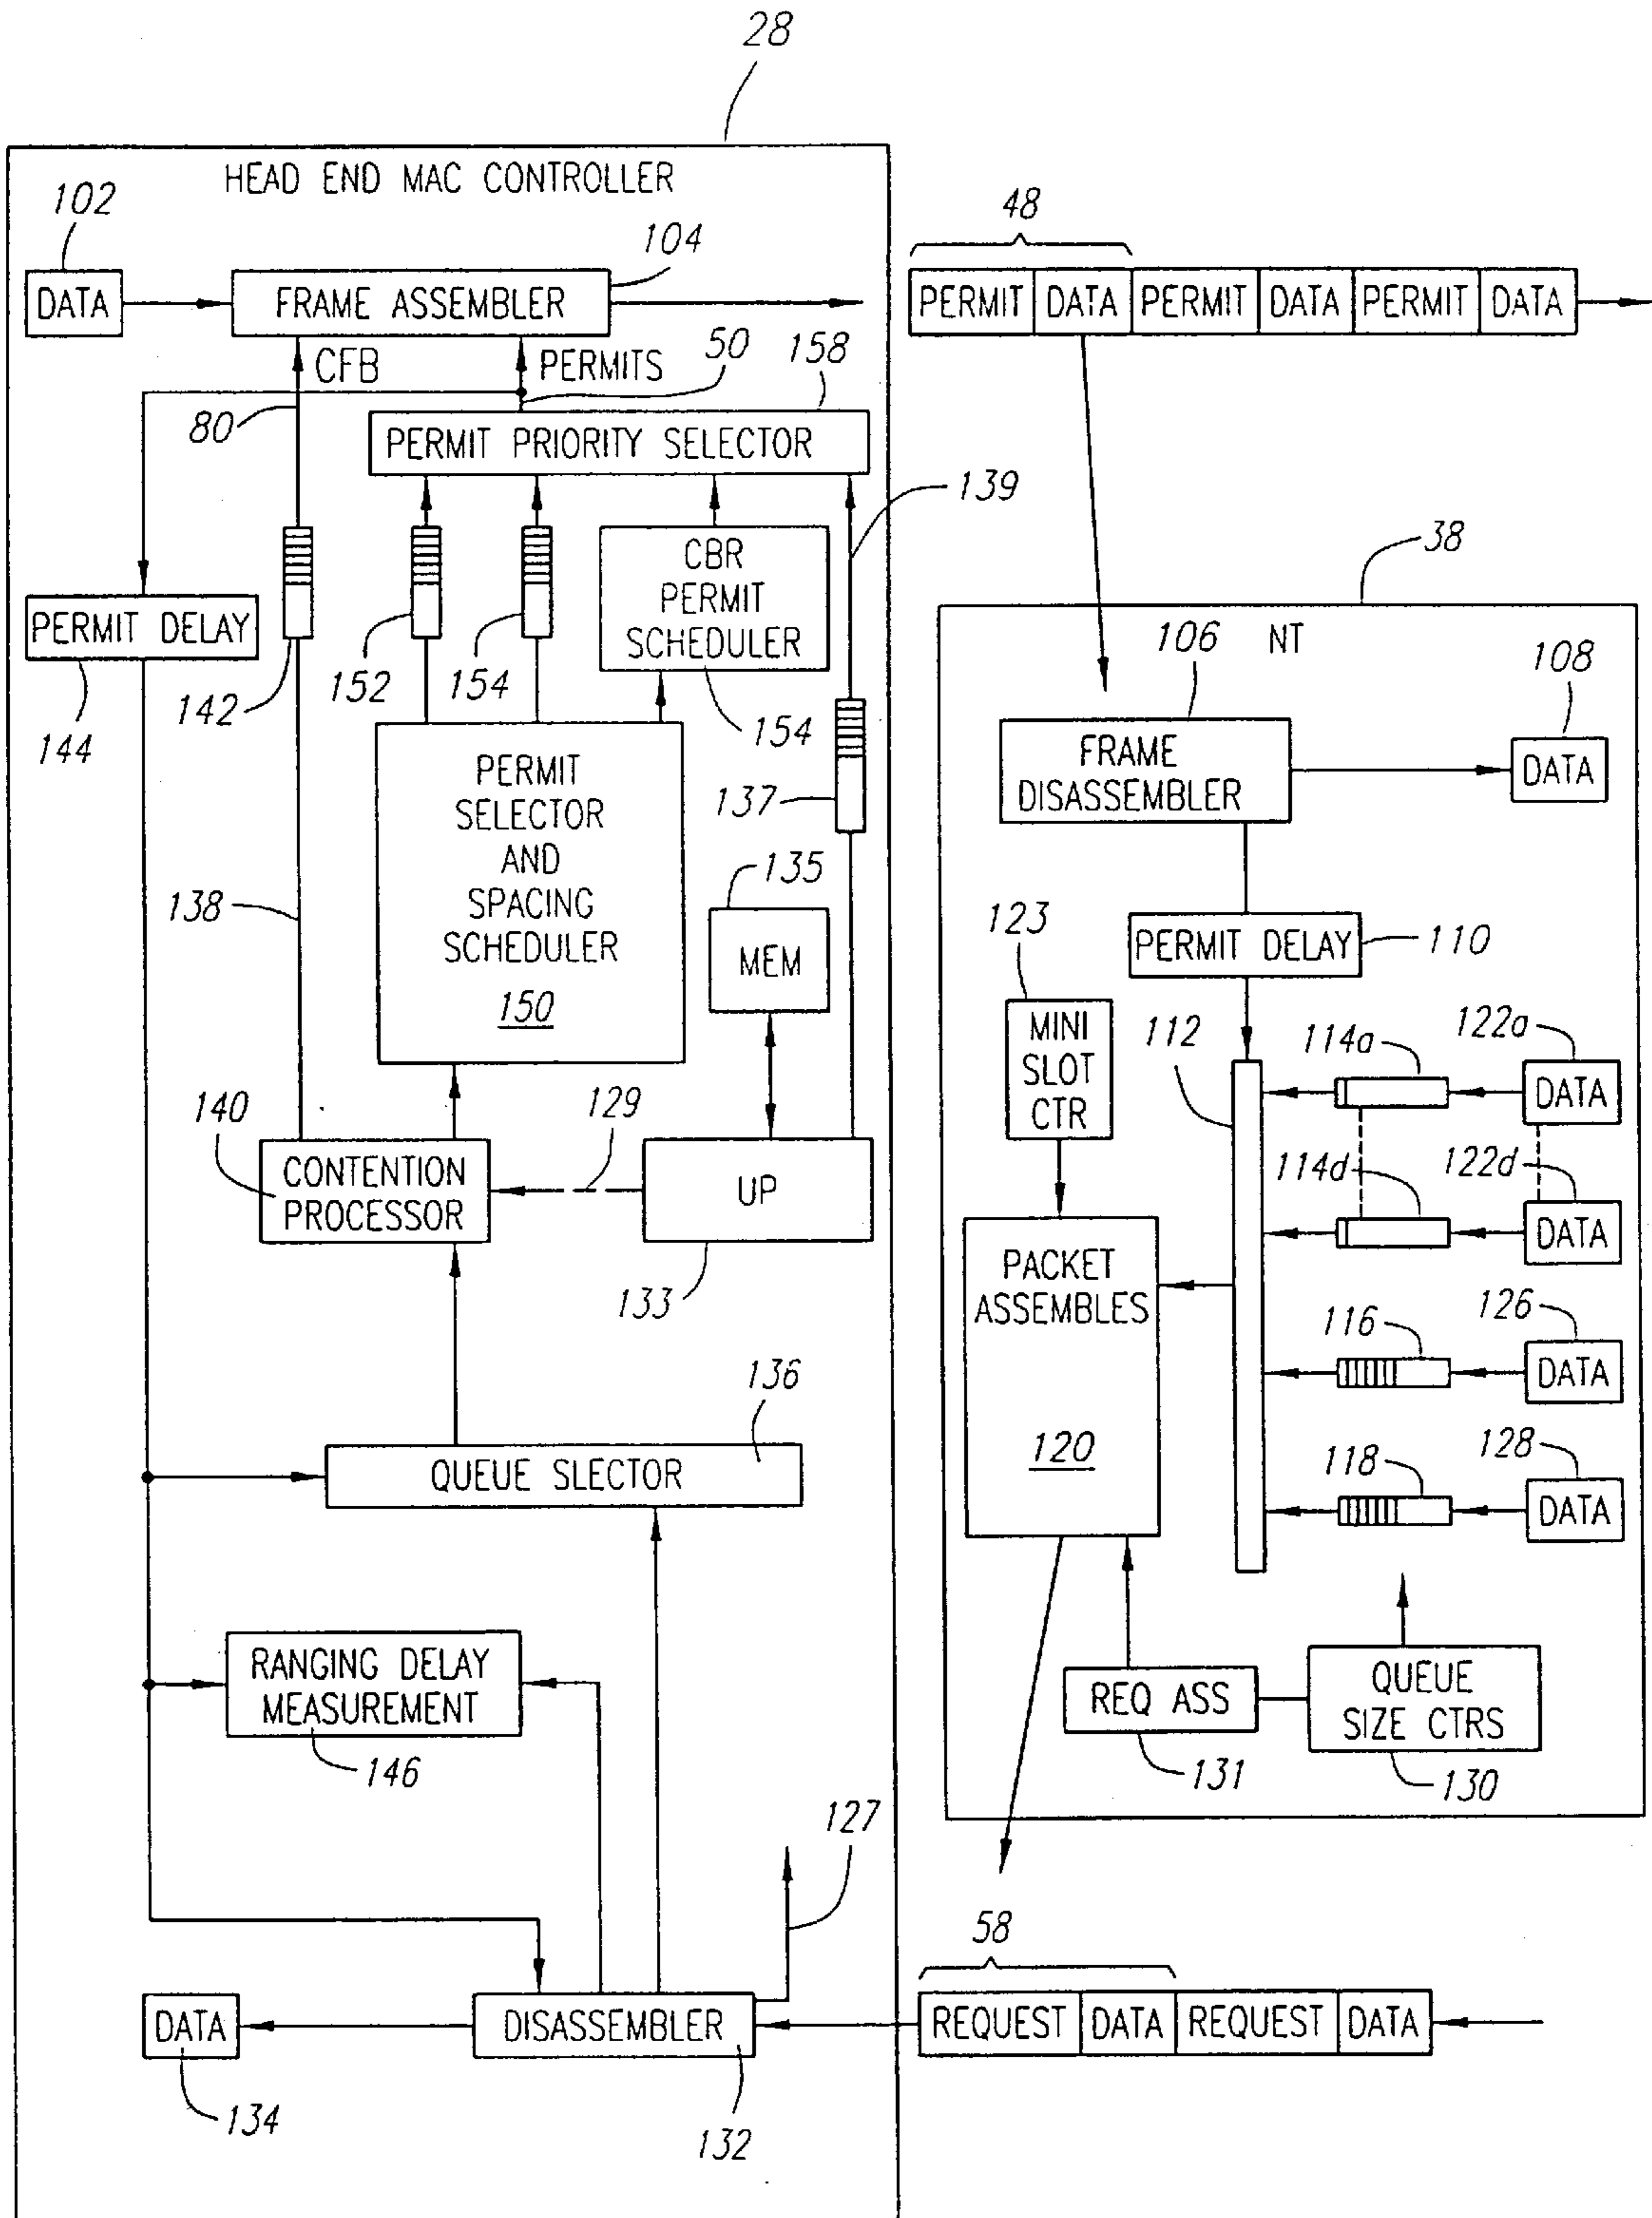 28
HEAD END MAC CONTROLLER
102
104
48
DATA
FRAME ASSEMBLER
PERMIT DATA PERMIT DATA PERMIT DATA
CFB
PERMITS
50
158
80
PERMIT PRIORITY SELECTOR
139
38
CBR
PERMIT
SCHEDULER
PERMIT DELAY
142
152
154
154
144
106
NT
108
FRAME
DISASSEMBLER
DATA
PERMIT
SELECTOR
AND
SPACING
SCHEDULER
150
137
138
135
MEM
123
PERMIT DELAY
110
MINI
SLOT
CTR
112
114a
122a
DATA
140
129
CONTENTION
PROCESSOR
UP
133
114d
122d
DATA
PACKET
ASSEMBLES
120
116
126
DATA
136
QUEUE SLECTOR
118
128
DATA
RANGING DELAY
MEASUREMENT
146
REQ ASS
131
QUEUE
SIZE CTRS
130
127
58
DATA
134
DISASSEMBLER
132
REQUEST DATA REQUEST DATA